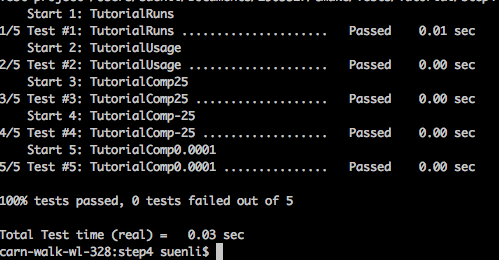 Start 1: TutorialRuns
1/5 Test #1: TutorialRuns .....................   Passed    0.01 sec
    Start 2: TutorialUsage
2/5 Test #2: TutorialUsage ....................   Passed    0.00 sec
    Start 3: TutorialComp25
3/5 Test #3: TutorialComp25 ...................   Passed    0.00 sec
    Start 4: TutorialComp-25
4/5 Test #4: TutorialComp-25 ..................   Passed    0.00 sec
    Start 5: TutorialComp0.0001
5/5 Test #5: TutorialComp0.0001 ...............   Passed    0.00 sec

100% tests passed, 0 tests failed out of 5

Total Test time (real) =   0.03 sec
carn-walk-wl-328:step4 suenli$